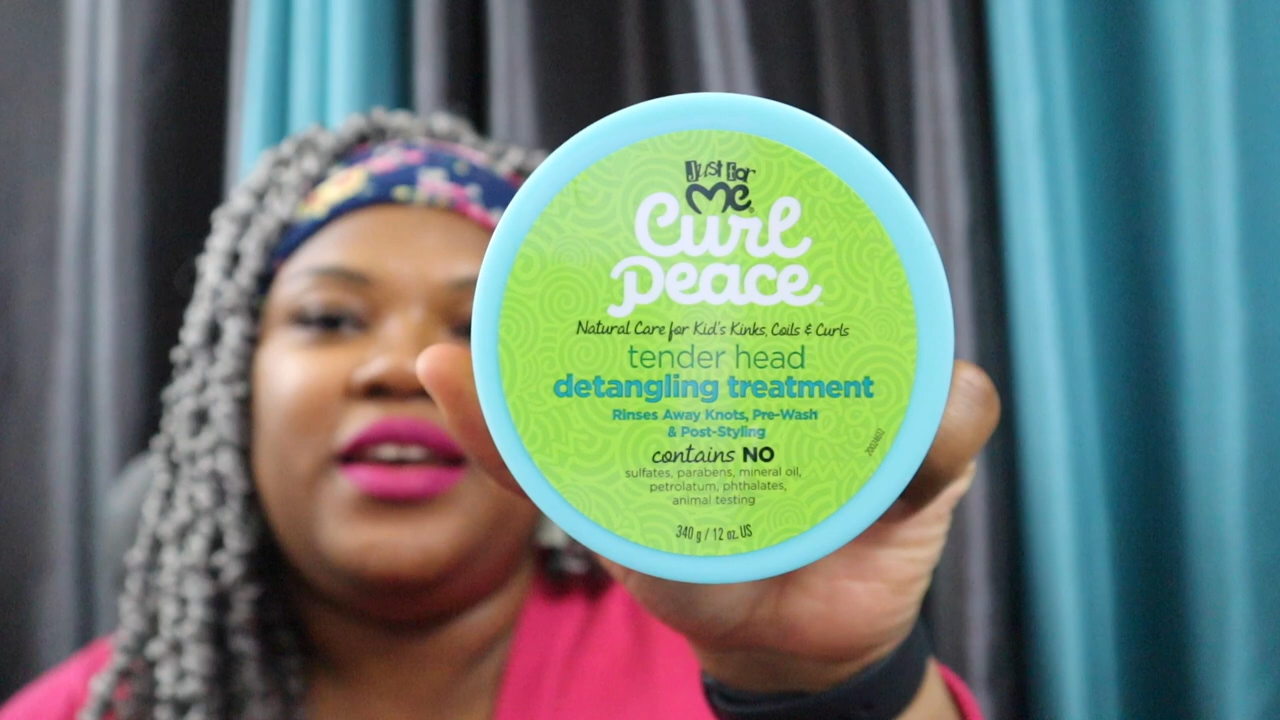 Just for
Me®
Curl
Peace
Natural Care for Kid's Kinks, Coils & Curls
tender head
detangling treatment
Rinses Away Knots, Pre-Wash
& Post-Styling
contains NO
sulfates, parabens, mineral oil,
petrolatum, phthalates,
animal testing
340 g / 12 oz. US